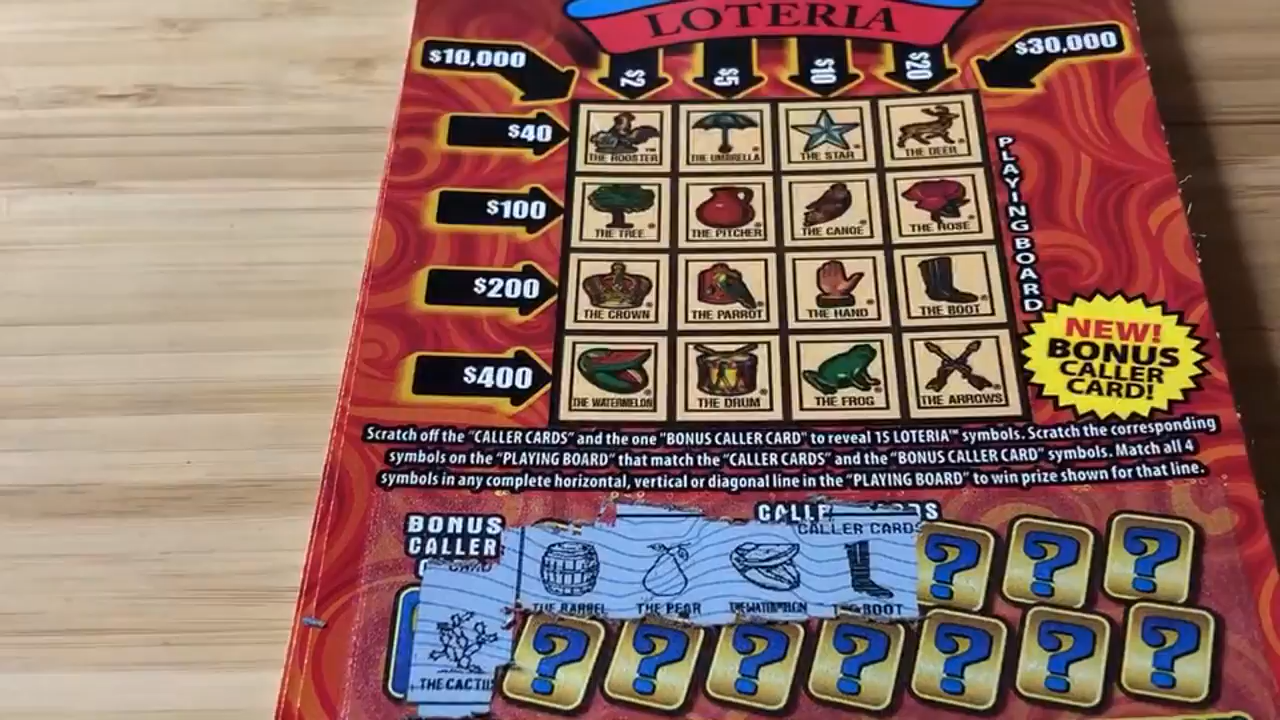 LOTERIA
$10,000
$2
$5
$10
$20
$30,000
$40
THE ROOSTER™
THE UMBRELLA
THE STAR
THE DEER
$100
THE TREE
THE PITCHER
THE CANOE
THE ROSE
PLAYING BOARD
$200
THE CROWN
THE PARROT
THE HAND
THE BOOT
$400
THE WATERMELON
THE DRUM
THE FROG
THE ARROWS
NEW!
BONUS
CALLER
CARD!
Scratch off the "CALLER CARDS" and the one "BONUS CALLER CARD" to reveal 15 LOTERIA™ symbols. Scratch the corresponding
symbols on the "PLAYING BOARD" that match the "CALLER CARDS" and the "BONUS CALLER CARD" symbols. Match all 4
symbols in any complete horizontal, vertical or diagonal line in the "PLAYING BOARD" to win prize shown for that line.
BONUS
CALLER
CALLER CARDS
THE BARREL
THE PEAR
THE WATERMELON
THE BOOT
? ? ?
THE CACTUS
? ? ? ? ? ? ?